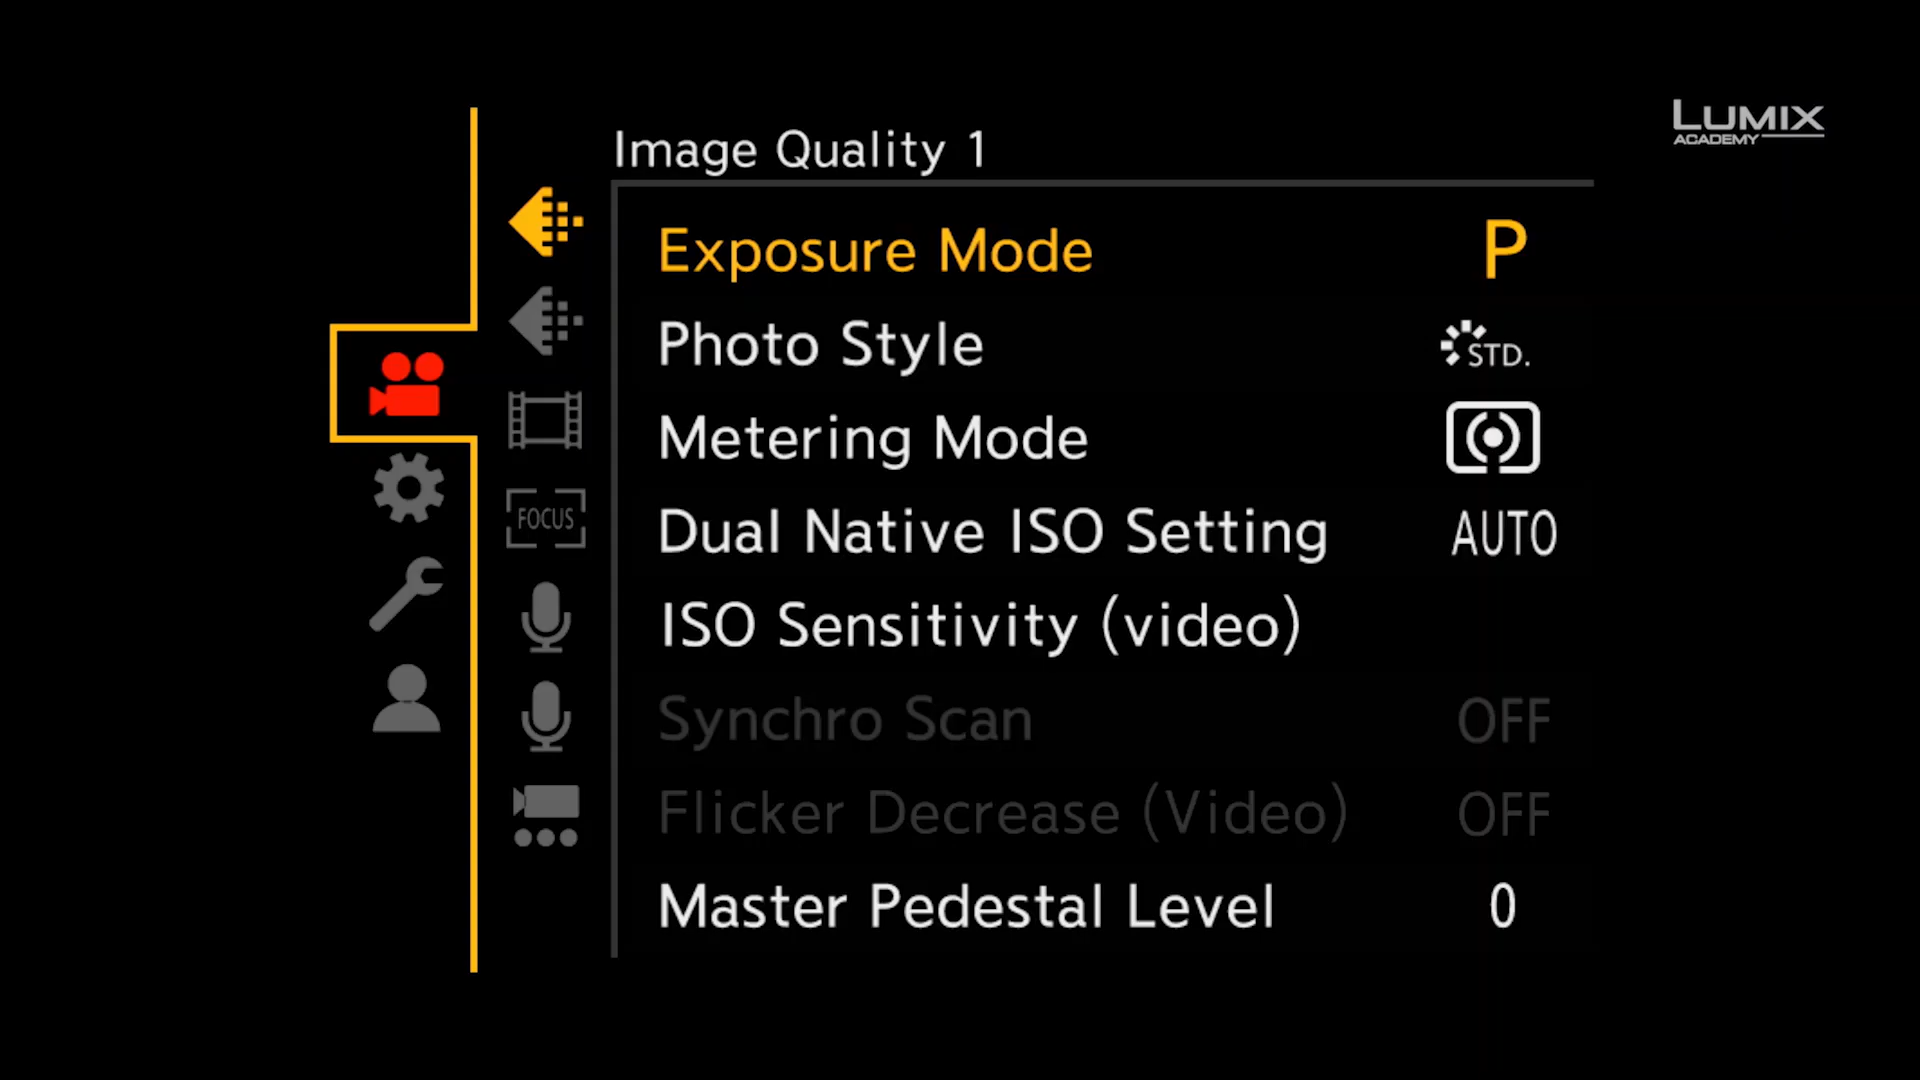 LUMIX
ACADEMY
Image Quality 1
Exposure Mode P
Photo Style STD.
Metering Mode
Dual Native ISO Setting AUTO
FOCUS
ISO Sensitivity (video)
Synchro Scan OFF
Flicker Decrease (Video) OFF
Master Pedestal Level 0